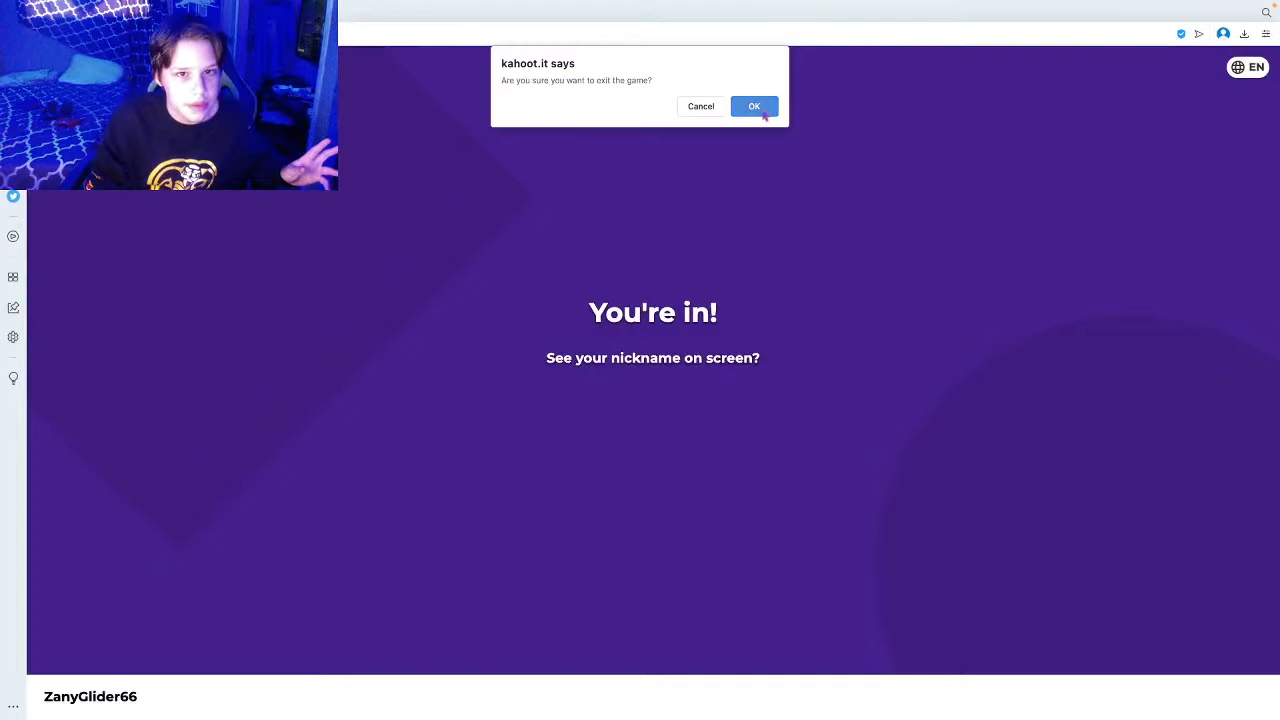 kahoot.it says
Are you sure you want to exit the game?
Cancel
OK
EN
You're in!
See your nickname on screen?
ZanyGlider66